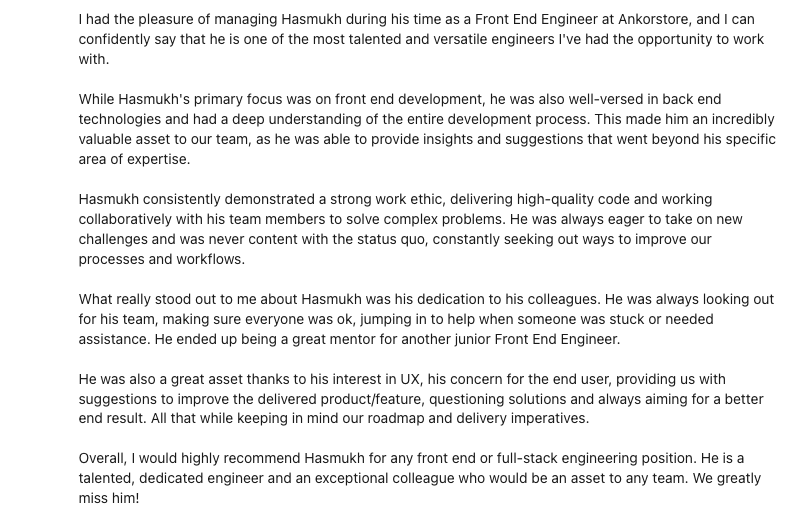 I had the pleasure of managing Hasmukh during his time as a Front End Engineer at Ankorstore, and I can
confidently say that he is one of the most talented and versatile engineers I've had the opportunity to work
with.
While Hasmukh's primary focus was on front end development, he was also well-versed in back end
technologies and had a deep understanding of the entire development process. This made him an incredibly
valuable asset to our team, as he was able to provide insights and suggestions that went beyond his specific
area of expertise.
Hasmukh consistently demonstrated a strong work ethic, delivering high-quality code and working
collaboratively with his team members to solve complex problems. He was always eager to take on new
challenges and was never content with the status quo, constantly seeking out ways to improve our
processes and workflows.
What really stood out to me about Hasmukh was his dedication to his colleagues. He was always looking out
for his team, making sure everyone was ok, jumping in to help when someone was stuck or needed
assistance. He ended up being a great mentor for another junior Front End Engineer.
He was also a great asset thanks to his interest in UX, his concern for the end user, providing us with
suggestions to improve the delivered product/feature, questioning solutions and always aiming for a better
end result. All that while keeping in mind our roadmap and delivery imperatives.
Overall, I would highly recommend Hasmukh for any front end or full-stack engineering position. He is a
talented, dedicated engineer and an exceptional colleague who would be an asset to any team. We greatly
miss him!